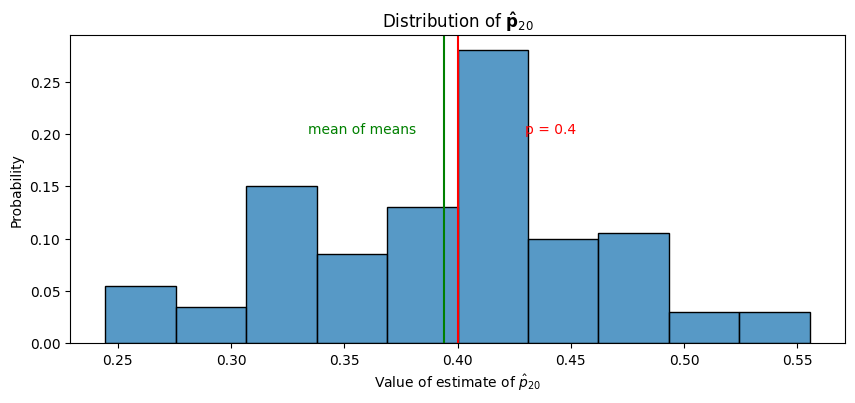 Distribution of p̂₂₀
0.25
0.20
0.15
0.10
0.05
0.00
Probability
mean of means
p = 0.4
0.25 0.30 0.35 0.40 0.45 0.50 0.55
Value of estimate of p̂₂₀